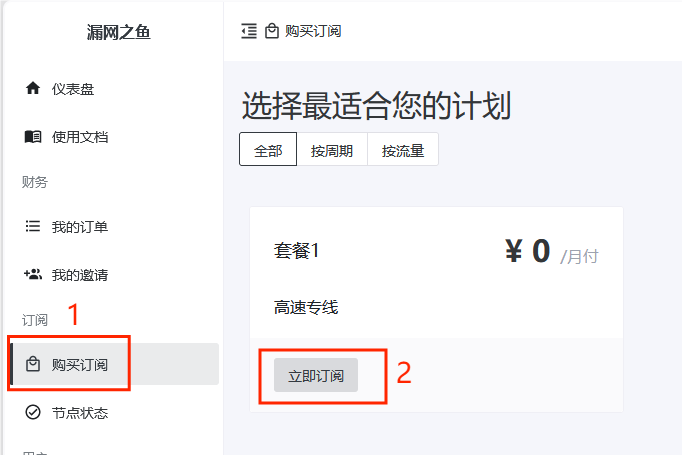 漏网之鱼
购买订阅
仪表盘
使用文档
财务
我的订单
我的邀请
订阅
1
购买订阅
节点状态
选择最适合您的计划
全部
按周期
按流量
套餐1
¥ 0 /月付
高速专线
立即订阅
2